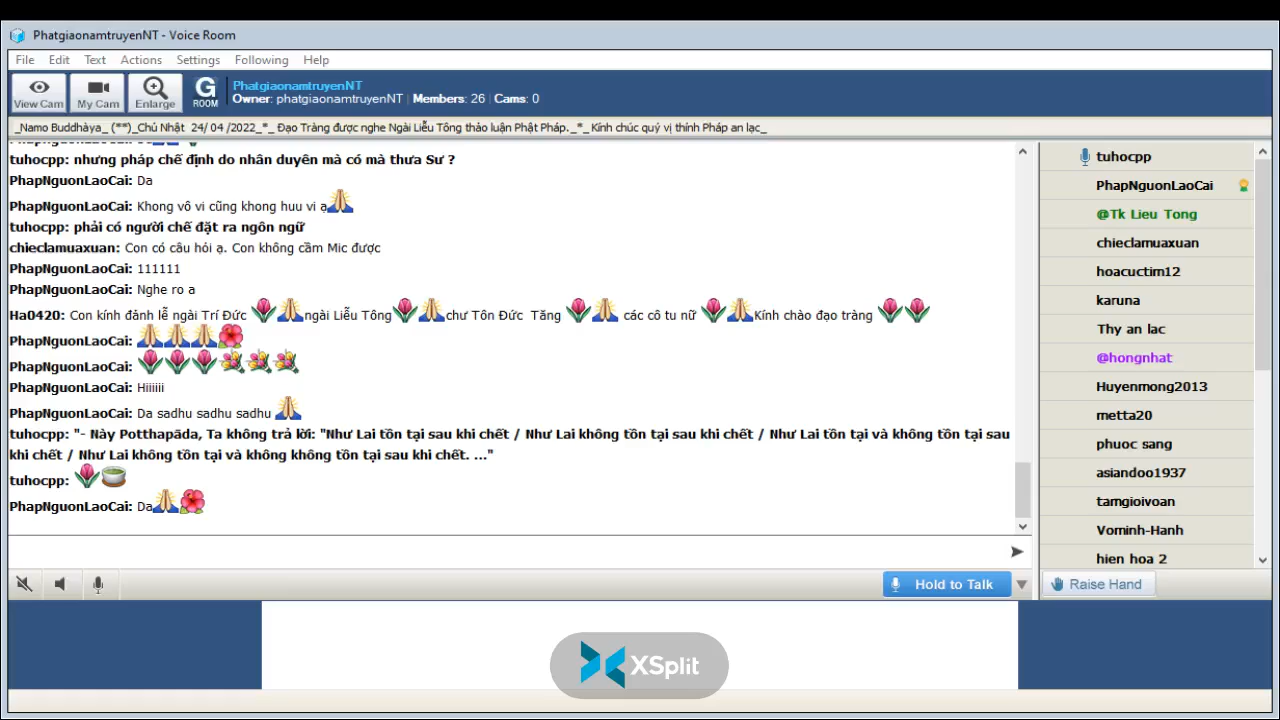 PhatgiaonamtruyenNT - Voice Room
File Edit Text Actions Settings Following Help
View Cam My Cam Enlarge G ROOM
PhatgiaonamtruyenNT
Owner: phatgiaonamtruyenNT | Members: 26 | Cams: 0
_Namo Buddhàya_ (**)_Chủ Nhật 24/ 04 /2022_*_ Đạo Tràng được nghe Ngài Liễu Tông thảo luận Phật Pháp._*_ Kính chúc quý vị thính Pháp an lạc_
tuhocpp: nhưng pháp chế định do nhân duyên mà có mà thưa Sư ?
PhapNguonLaoCai: Da
PhapNguonLaoCai: Khong vô vi cũng khong huu vi ạ
tuhocpp: phải có người chế đặt ra ngôn ngữ
chieclamuaxuan: Con có câu hỏi ạ. Con không cầm Mic được
PhapNguonLaoCai: 111111
PhapNguonLaoCai: Nghe ro a
Ha0420: Con kính đảnh lễ ngài Trí Đức ngài Liễu Tông chư Tôn Đức Tăng các cô tu nữ Kính chào đạo tràng
PhapNguonLaoCai:
PhapNguonLaoCai:
PhapNguonLaoCai: Hiiiiii
PhapNguonLaoCai: Da sadhu sadhu sadhu
tuhocpp: "- Này Potthapāda, Ta không trả lời: "Như Lai tồn tại sau khi chết / Như Lai không tồn tại sau khi chết / Như Lai tồn tại và không tồn tại sau
khi chết / Như Lai không tồn tại và không không tồn tại sau khi chết. ..."
tuhocpp:
PhapNguonLaoCai: Da
tuhocpp
PhapNguonLaoCai
@Tk Lieu Tong
chieclamuaxuan
hoacuctim12
karuna
Thy an lac
@hongnhat
Huyenmong2013
metta20
phuoc sang
asiandoo1937
tamgioivoan
Vominh-Hanh
hien hoa 2
Hold to Talk
Raise Hand
XSplit